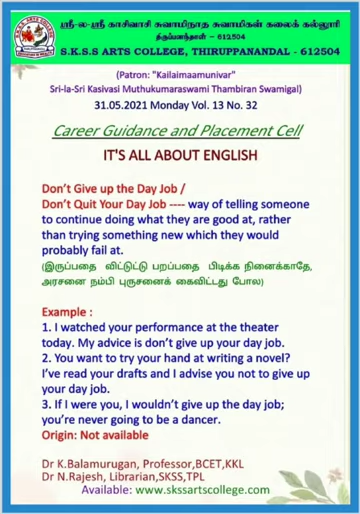 ஸ்ரீ-ல-ஸ்ரீ காசிவாசி சுவாமிநாத சுவாமிகள் கலைக் கல்லூரி
திருப்பனந்தாள் – 612504
S.K.S.S ARTS COLLEGE, THIRUPPANANDAL - 612504
(Patron: "Kailaimaamunivar"
Sri-la-Sri Kasivasi Muthukumaraswami Thambiran Swamigal)
31.05.2021 Monday Vol. 13 No. 32
Career Guidance and Placement Cell
IT'S ALL ABOUT ENGLISH
Don't Give up the Day Job /
Don't Quit Your Day Job ---- way of telling someone
to continue doing what they are good at, rather
than trying something new which they would
probably fail at.
(இருப்பதை விட்டுட்டு பறப்பதை பிடிக்க நினைக்காதே,
அரசனை நம்பி புருசனைக் கைவிட்டது போல)
Example :
1. I watched your performance at the theater
today. My advice is don't give up your day job.
2. You want to try your hand at writing a novel?
I've read your drafts and I advise you not to give up
your day job.
3. If I were you, I wouldn't give up the day job;
you're never going to be a dancer.
Origin: Not available
Dr K.Balamurugan, Professor,BCET,KKL
Dr N.Rajesh, Librarian,SKSS,TPL
Available: www.skssartscollege.com